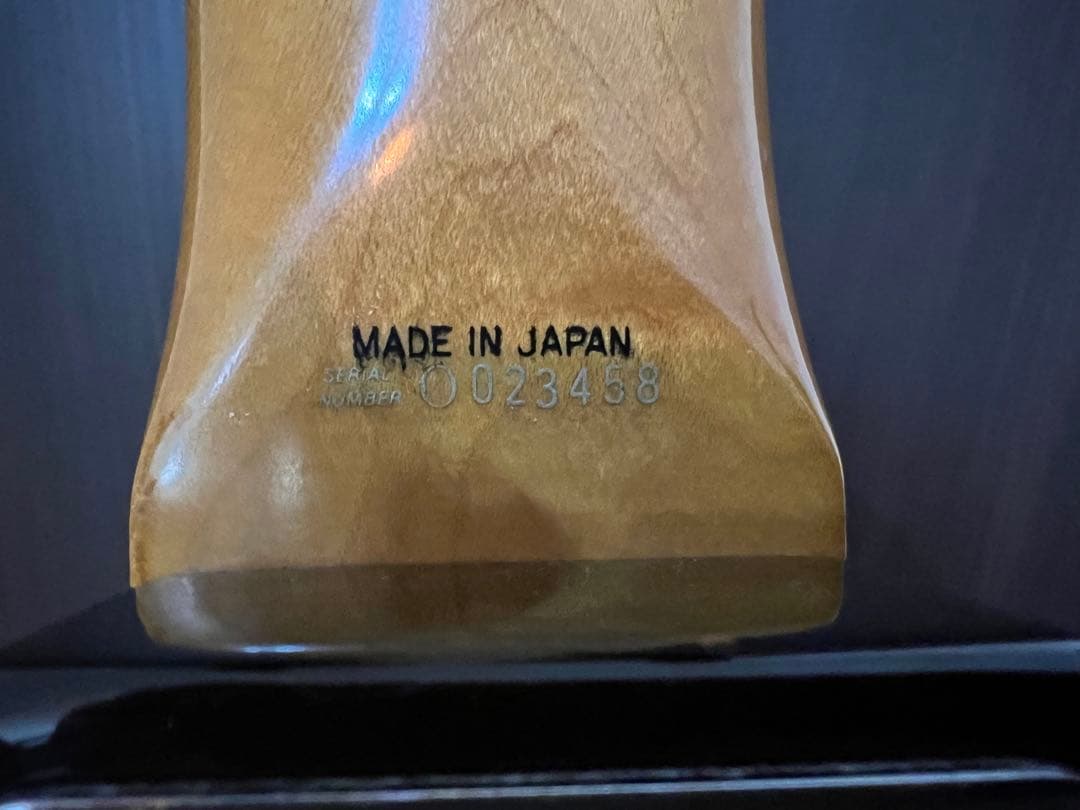 MADE IN JAPAN
SERIAL NUMBER O023458